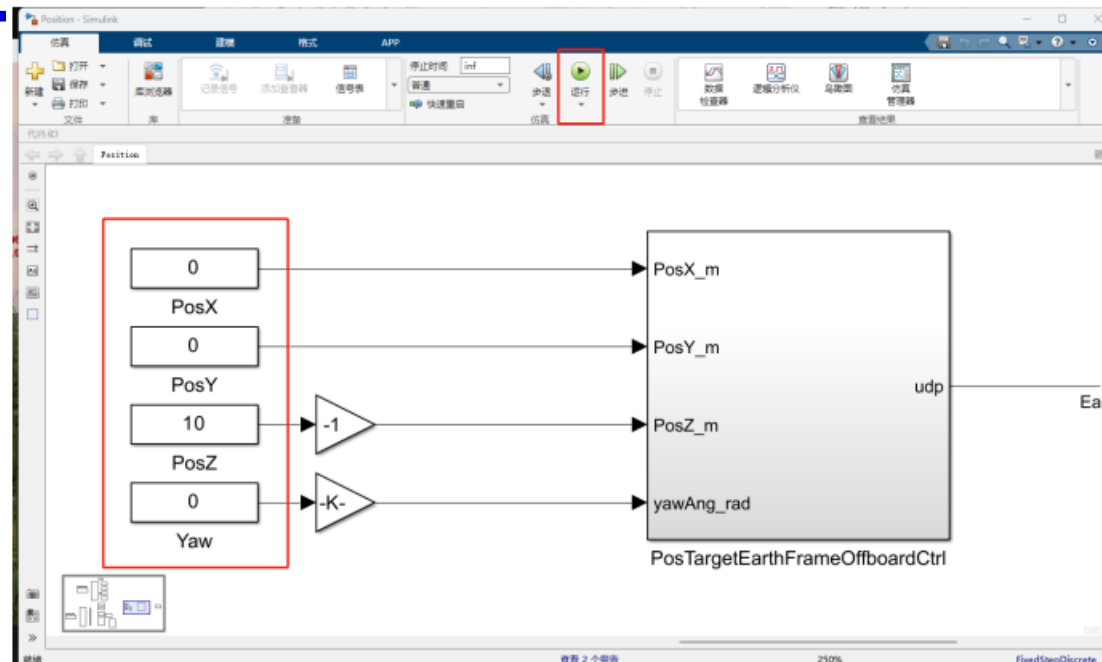 Position - Simulink
仿真 调试 建模 格式 APP
新建
打开
保存
打印
文件
库浏览器
库
记录信号
添加查看器
信号表
准备
停止时间 inf
普通
快速重启
步退
运行
步进
停止
仿真
数据
检查器
逻辑分析仪
鸟瞰图
仿真
管理器
查看结果
Position
0
PosX
0
PosY
10
PosZ
0
Yaw
-1
-K-
PosX_m
PosY_m
PosZ_m
yawAng_rad
udp
Ea
PosTargetEarthFrameOffboardCtrl
就绪 查看 2 个警告 250% FixedStepDiscrete